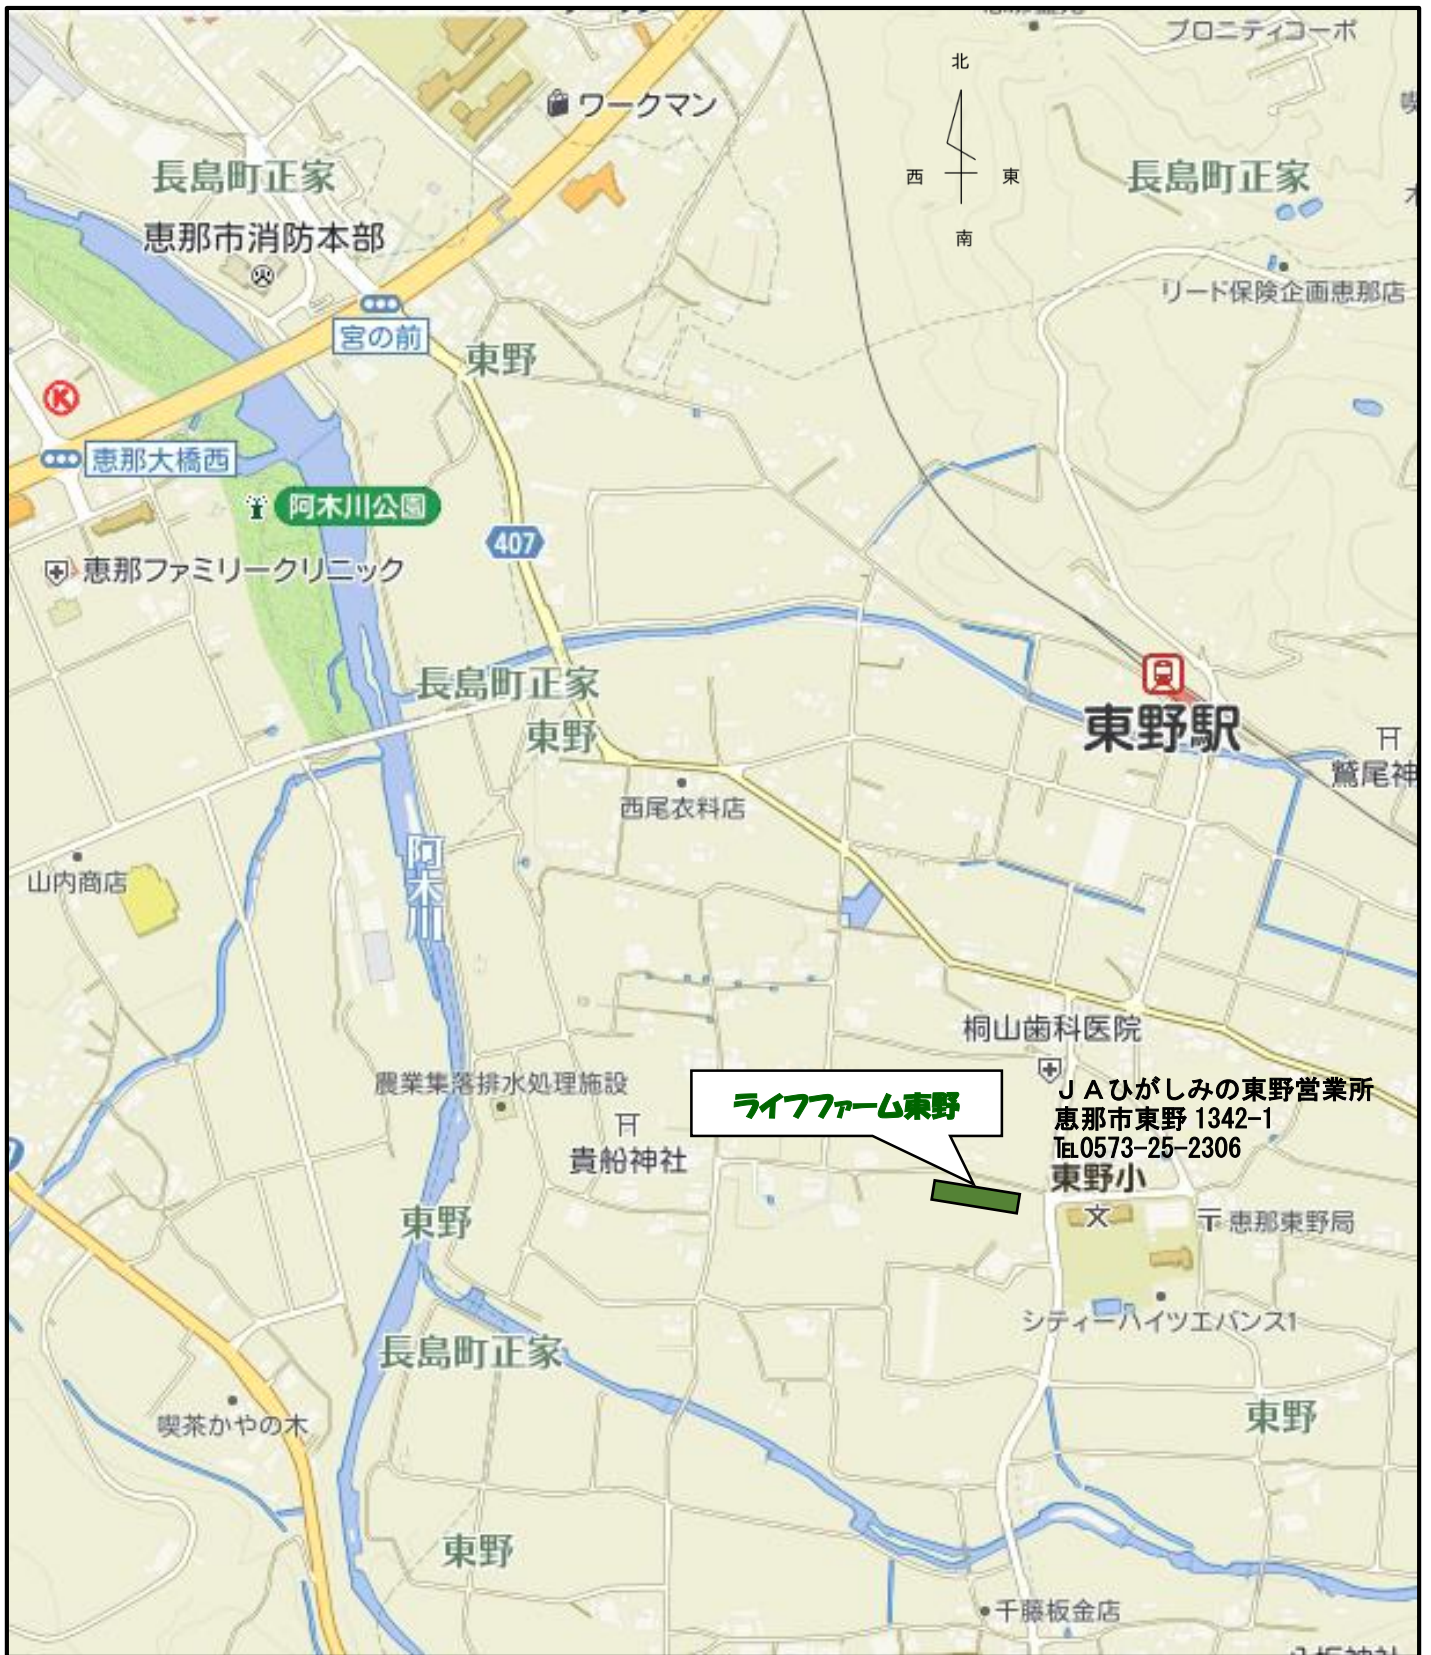 プロニティコーポ
北
ワークマン
西
東
長島町正家
長島町正家
恵那市消防本部
南
リード保険企画恵那店
宮の前
東野
K
恵那大橋西
阿木川公園
407
恵那ファミリークリニック
長島町正家
東野
東野駅
鷲尾神
西尾衣料店
山内商店
阿木川
桐山歯科医院
農業集落排水処理施設
ライフファーム東野
ＪＡひがしみの東野営業所
恵那市東野 1342-1
℡0573-25-2306
貴船神社
東野小
東野
恵那東野局
シティーハイツエバンス1
長島町正家
喫茶かやの木
東野
東野
千藤板金店